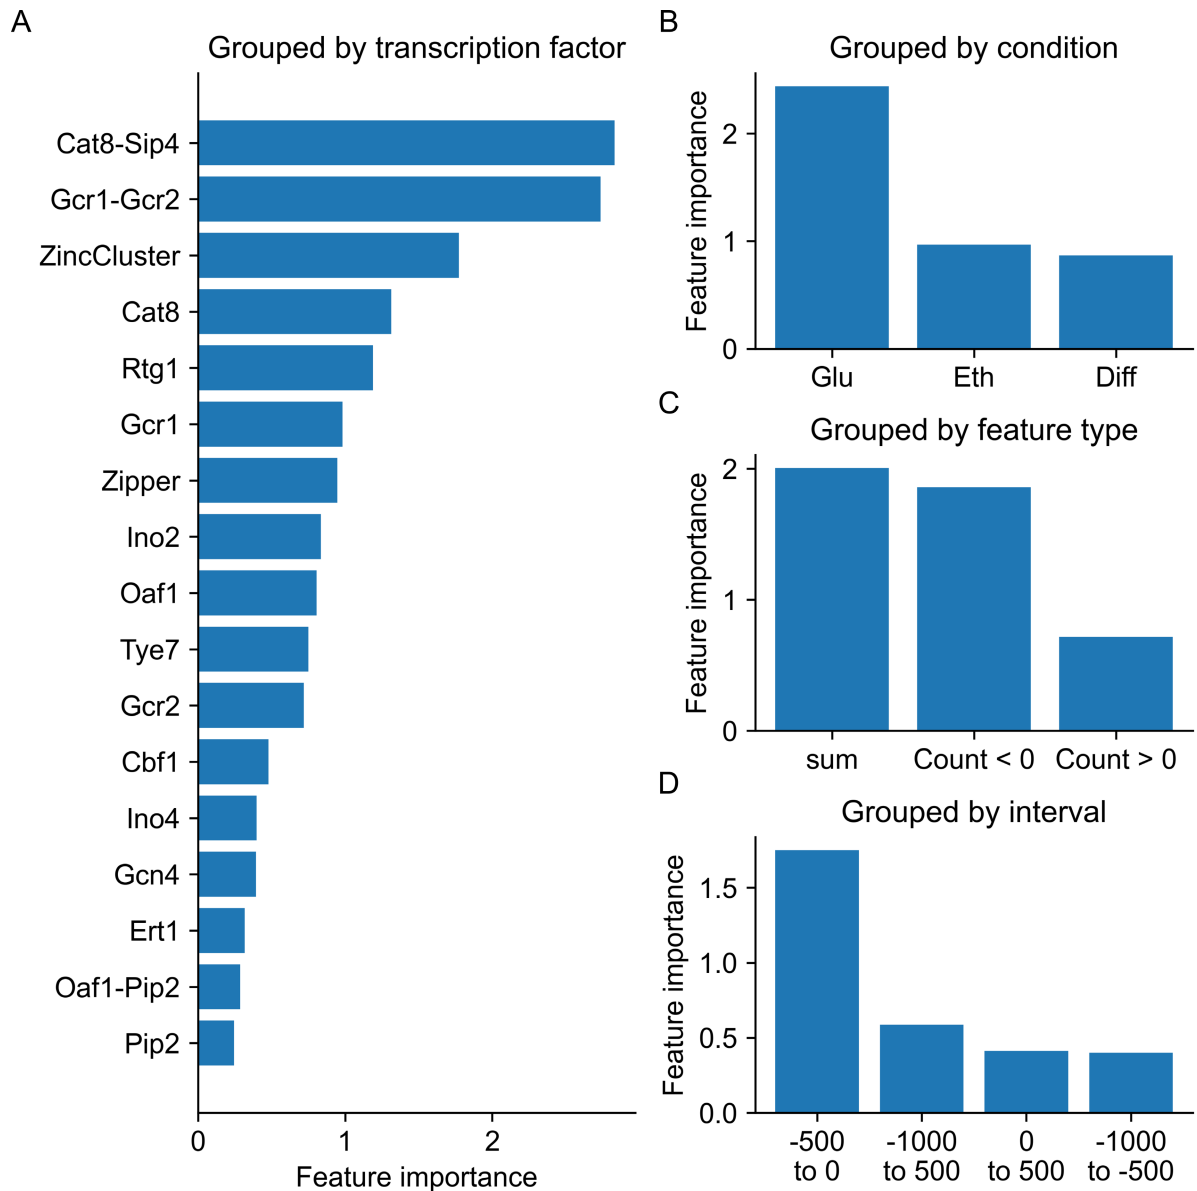 A
Grouped by transcription factor
Cat8-Sip4
Gcr1-Gcr2
ZincCluster
Cat8
Rtg1
Gcr1
Zipper
Ino2
Oaf1
Tye7
Gcr2
Cbf1
Ino4
Gcn4
Ert1
Oaf1-Pip2
Pip2
0 1 2
Feature importance
B
Grouped by condition
Feature importance
2
1
0
Glu Eth Diff
C
Grouped by feature type
Feature importance
2
1
0
sum Count < 0 Count > 0
D
Grouped by interval
Feature importance
1.5
1.0
0.5
0.0
-500 -1000 0 -1000
to 0 to 500 to 500 to -500